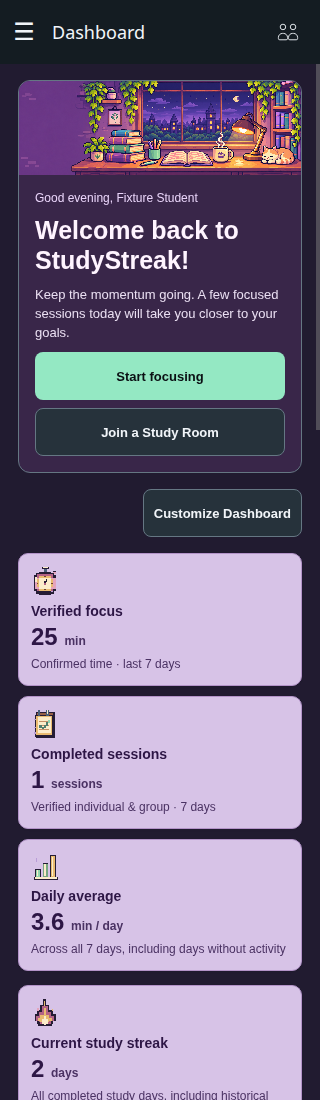 Dashboard
Good evening, Fixture Student
Welcome back to
StudyStreak!
Keep the momentum going. A few focused
sessions today will take you closer to your
goals.
Start focusing
Join a Study Room
Customize Dashboard
Verified focus
25 min
Confirmed time · last 7 days
Completed sessions
1 sessions
Verified individual & group · 7 days
Daily average
3.6 min / day
Across all 7 days, including days without activity
Current study streak
2 days
All completed study days, including historical